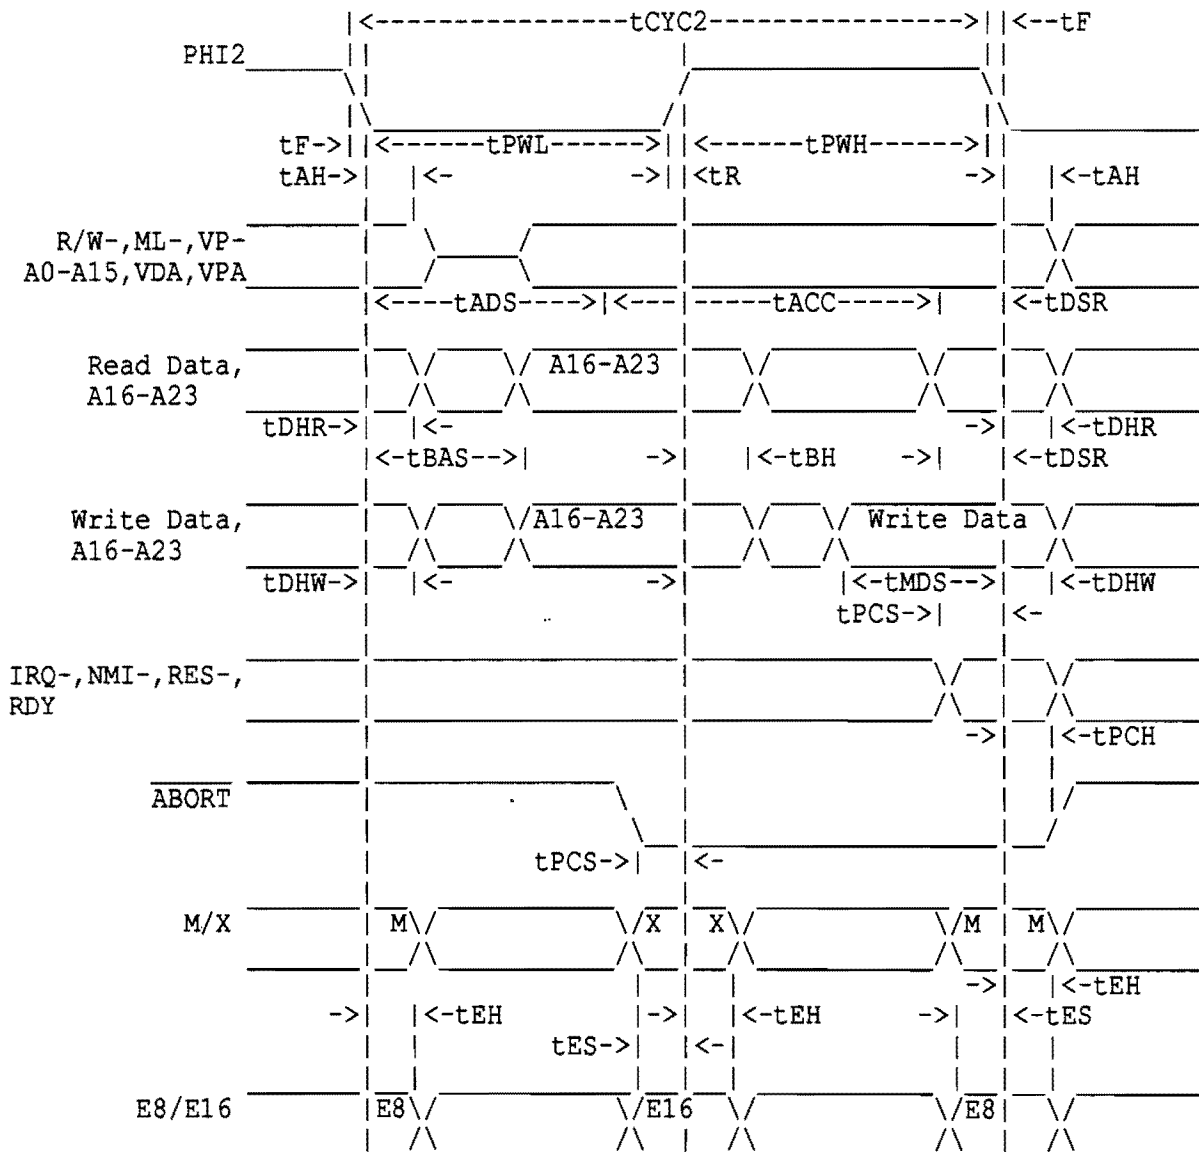 |<------------tCYC2------------->||<--tF
PHI2
tF->||<------tPWL------>||<------tPWH------>|
tAH->| |<- ->||<tR ->| |<-tAH
R/W-,ML-,VP-
A0-A15,VDA,VPA
|<----tADS---->|<---|-----tACC----->| |<-tDSR
Read Data, A16-A23
A16-A23
tDHR->| |<- ->| |<-tDHR
|<-tBAS-->| ->| |<-tBH ->| |<-tDSR
Write Data, A16-A23 Write Data
A16-A23
tDHW->| |<- ->| |<-tMDS-->| |<-tDHW
tPCS->| |<-
IRQ-,NMI-,RES-,
RDY
->| |<-tPCH
ABORT
tPCS->| |<-
M/X M X X M M
->| |<-tEH
->| |<-tEH |->| |<-tEH ->| |<-tES
tES->| |<-|
E8/E16 E8 E16 E8